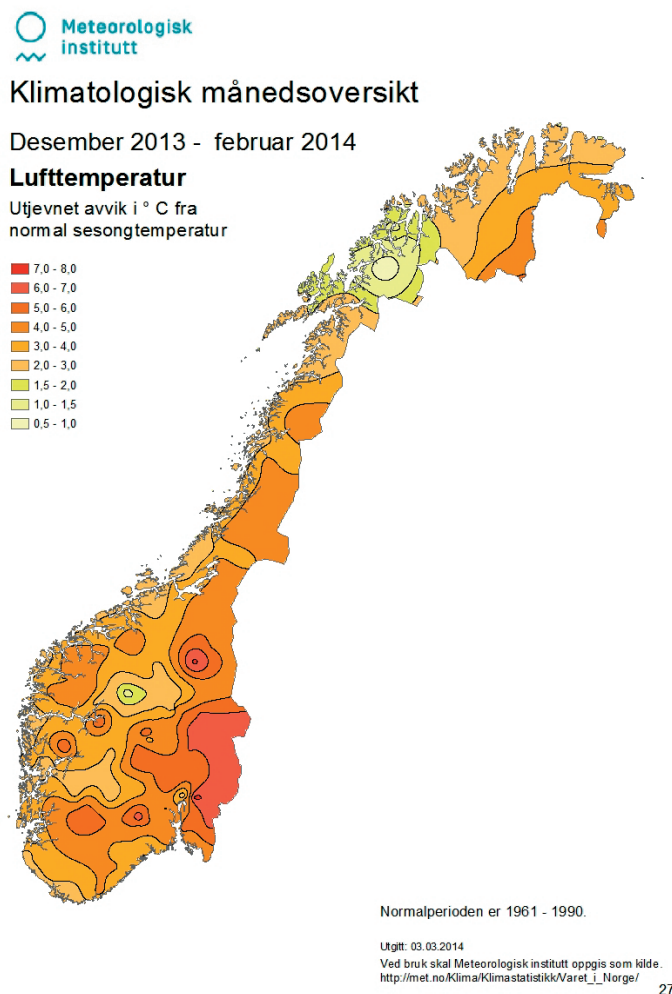 Meteorologisk
institutt
Klimatologisk månedsoversikt
Desember 2013 - februar 2014
Lufttemperatur
Utjevnet avvik i ° C fra
normal sesongtemperatur
7,0 - 8,0
6,0 - 7,0
5,0 - 6,0
4,0 - 5,0
3,0 - 4,0
2,0 - 3,0
1,5 - 2,0
1,0 - 1,5
0,5 - 1,0
Normalperioden er 1961 - 1990.
Utgitt: 03.03.2014
Ved bruk skal Meteorologisk institutt oppgis som kilde.
http://met.no/Klima/Klimastatistikk/Varet_i_Norge/
27